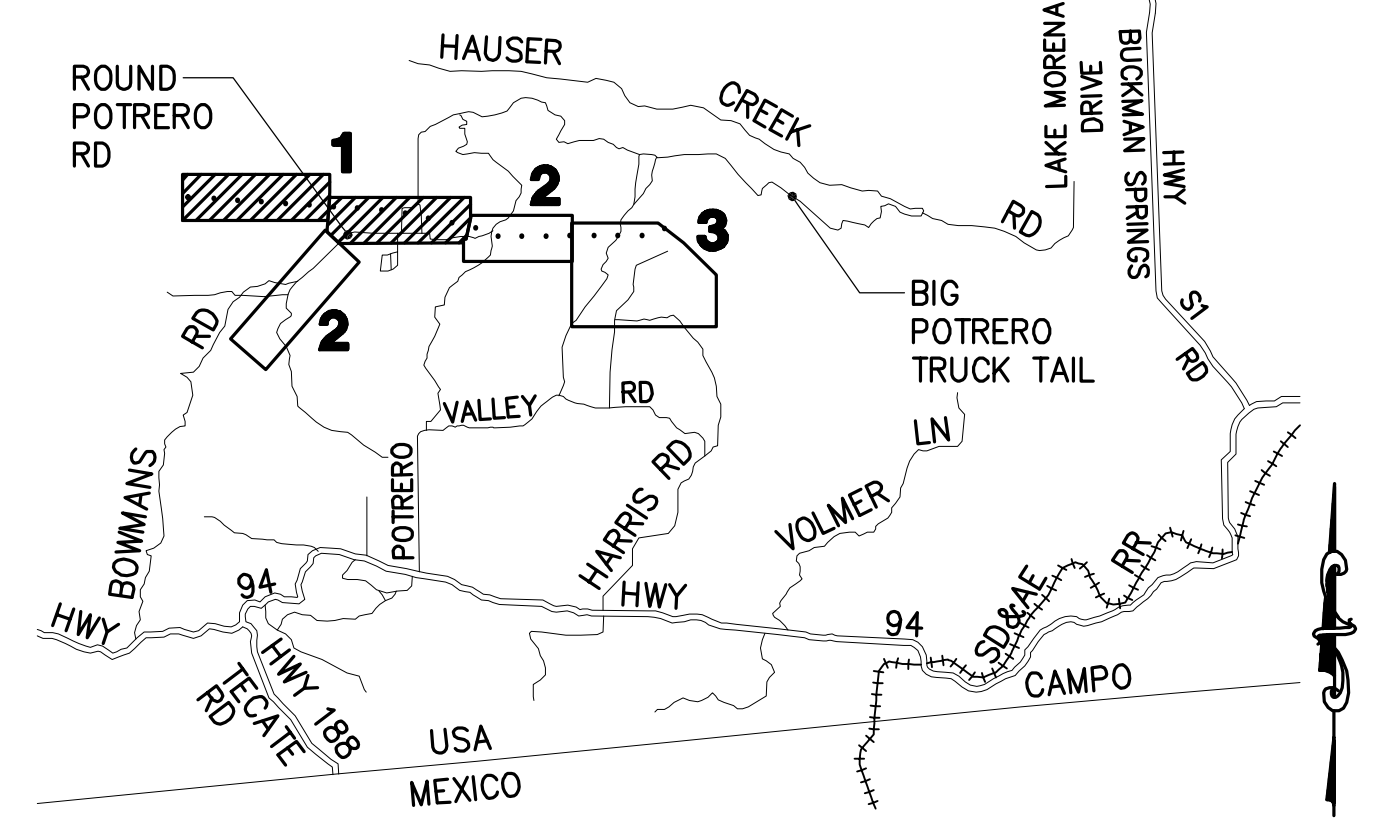 HAUSER
CREEK
RD
LAKE MORENA
DRIVE
BUCKMAN SPRINGS
HWY
S1
RD
ROUND
POTRERO
RD
1
2
3
2
BIG
POTRERO
TRUCK TAIL
RD
BOWMANS
VALLEY
RD
POTRERO
HARRIS RD
VOLMER
LN
HWY
94
HWY
94
HWY 188
TECATE
RD
SD&AE
RR
CAMPO
USA
MEXICO